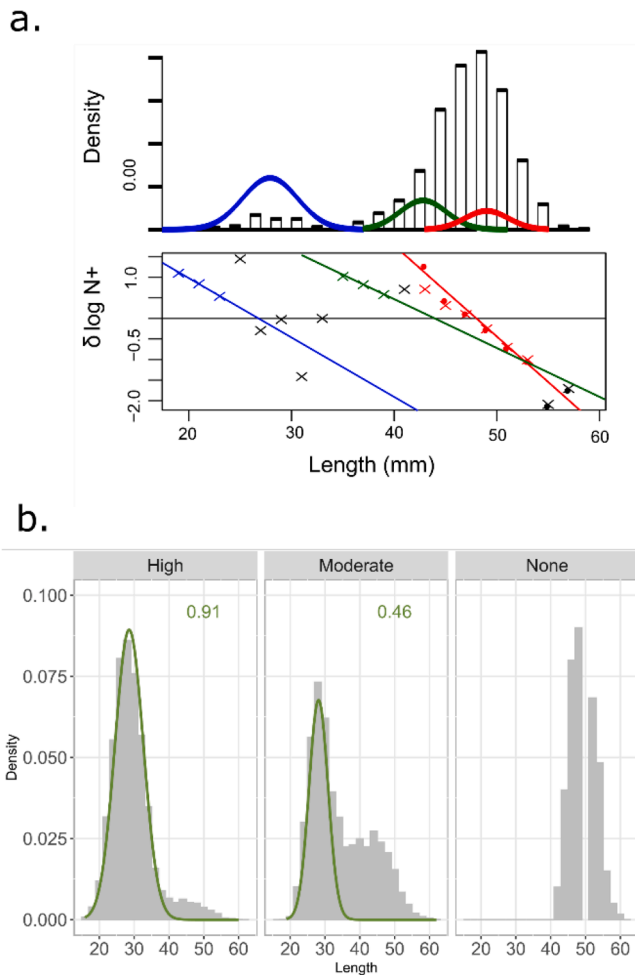 a.
Density
0.00
δ log N+
1.0
−0.5
−2.0
20 30 40 50 60
Length (mm)
b.
High Moderate None
0.91 0.46
0.100
0.075
0.050
0.025
0.000
Density
20 30 40 50 60 20 30 40 50 60 20 30 40 50 60
Length